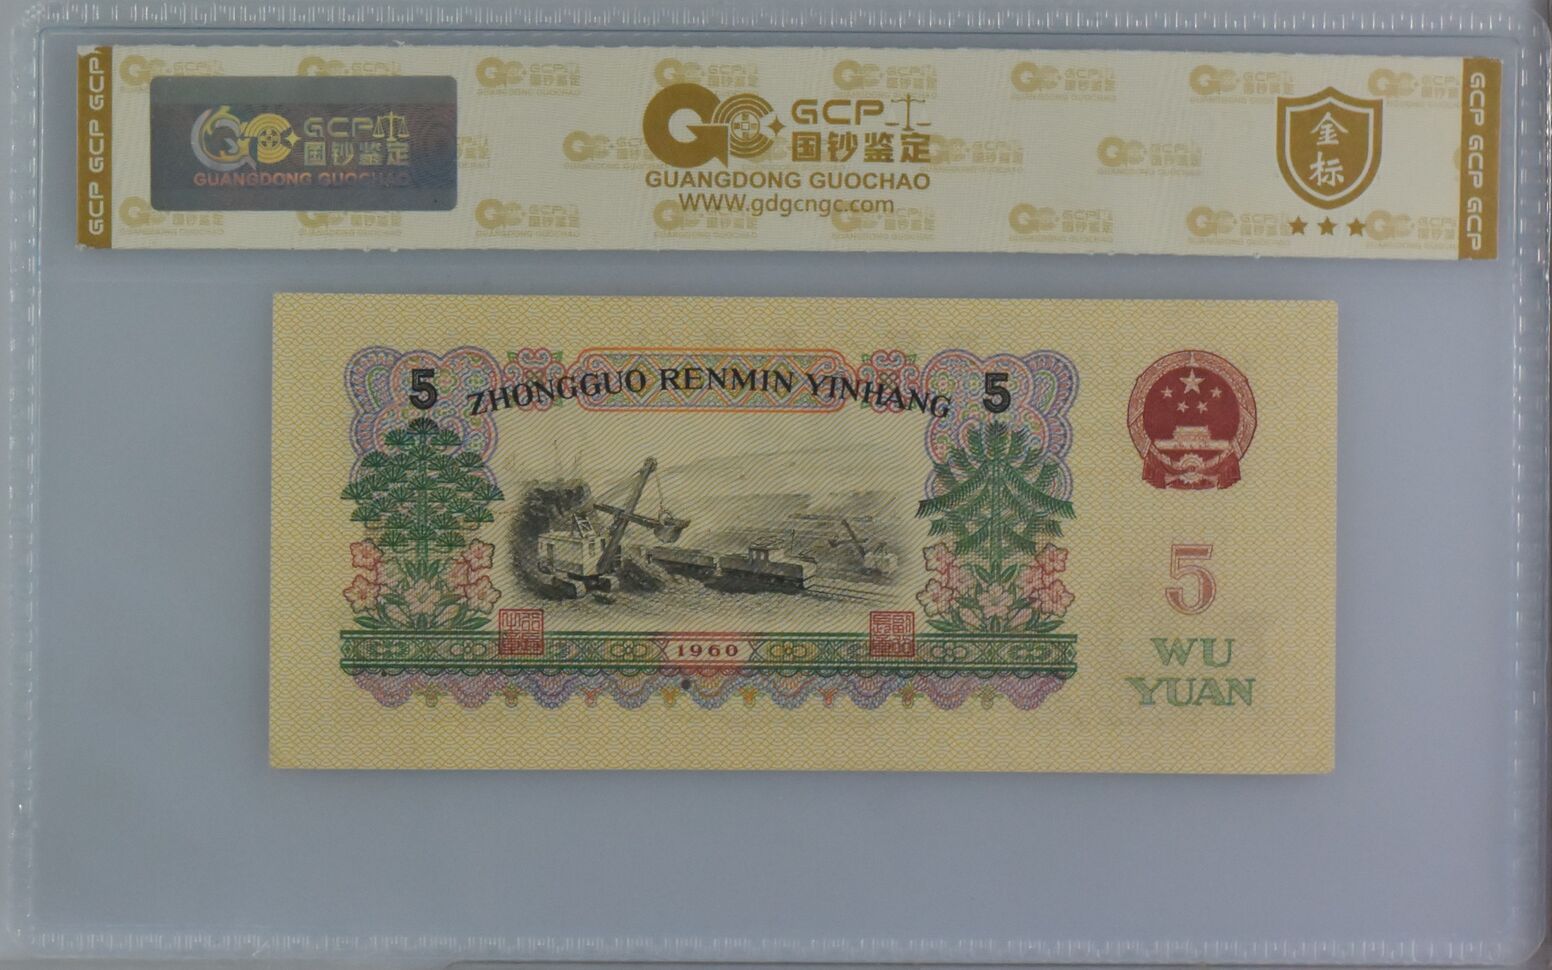 GCP GCP GCP
GCP 国钞鉴定
GUANGDONG GUOCHAO
GCP
国钞鉴定
GUANGDONG GUOCHAO
WWW.gdgcngc.com
金标
GCP GCP GCP
5 ZHONGGUO RENMIN YINHANG 5
1960
5
WU
YUAN